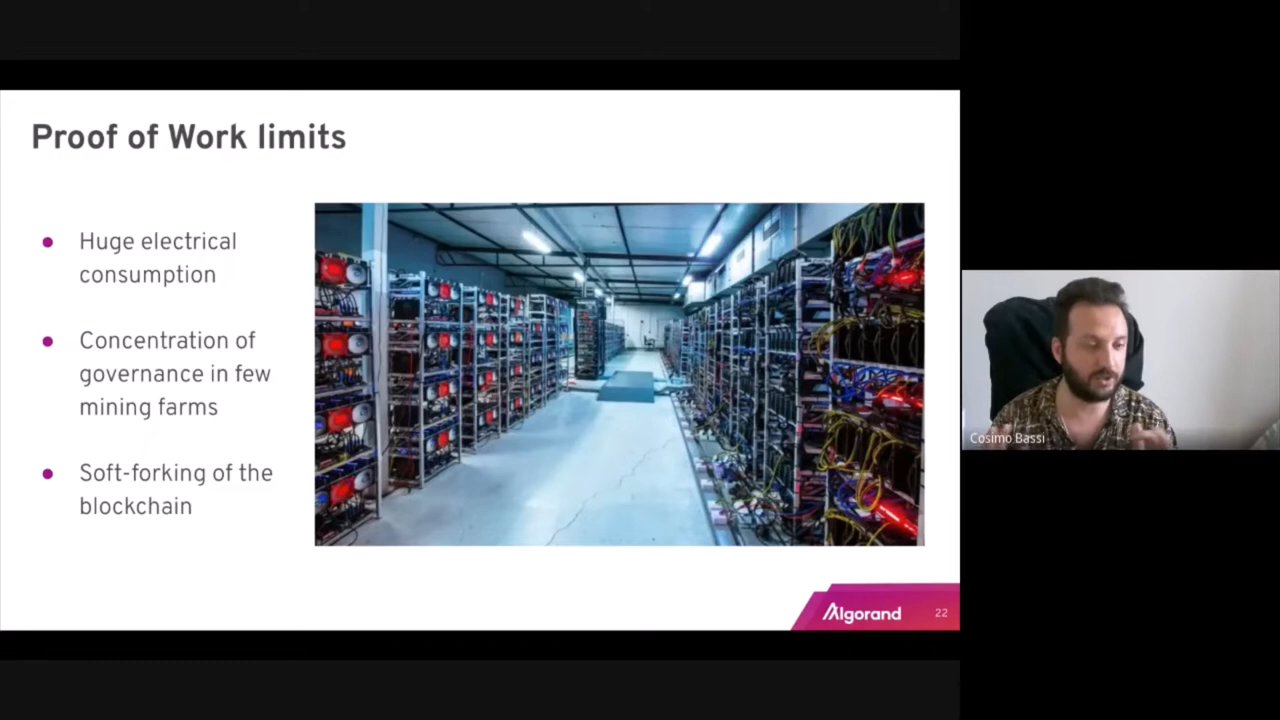 Proof of Work limits
Huge electrical
consumption
Concentration of
governance in few
mining farms
Soft-forking of the
blockchain
Algorand
22
Cosimo Bassi